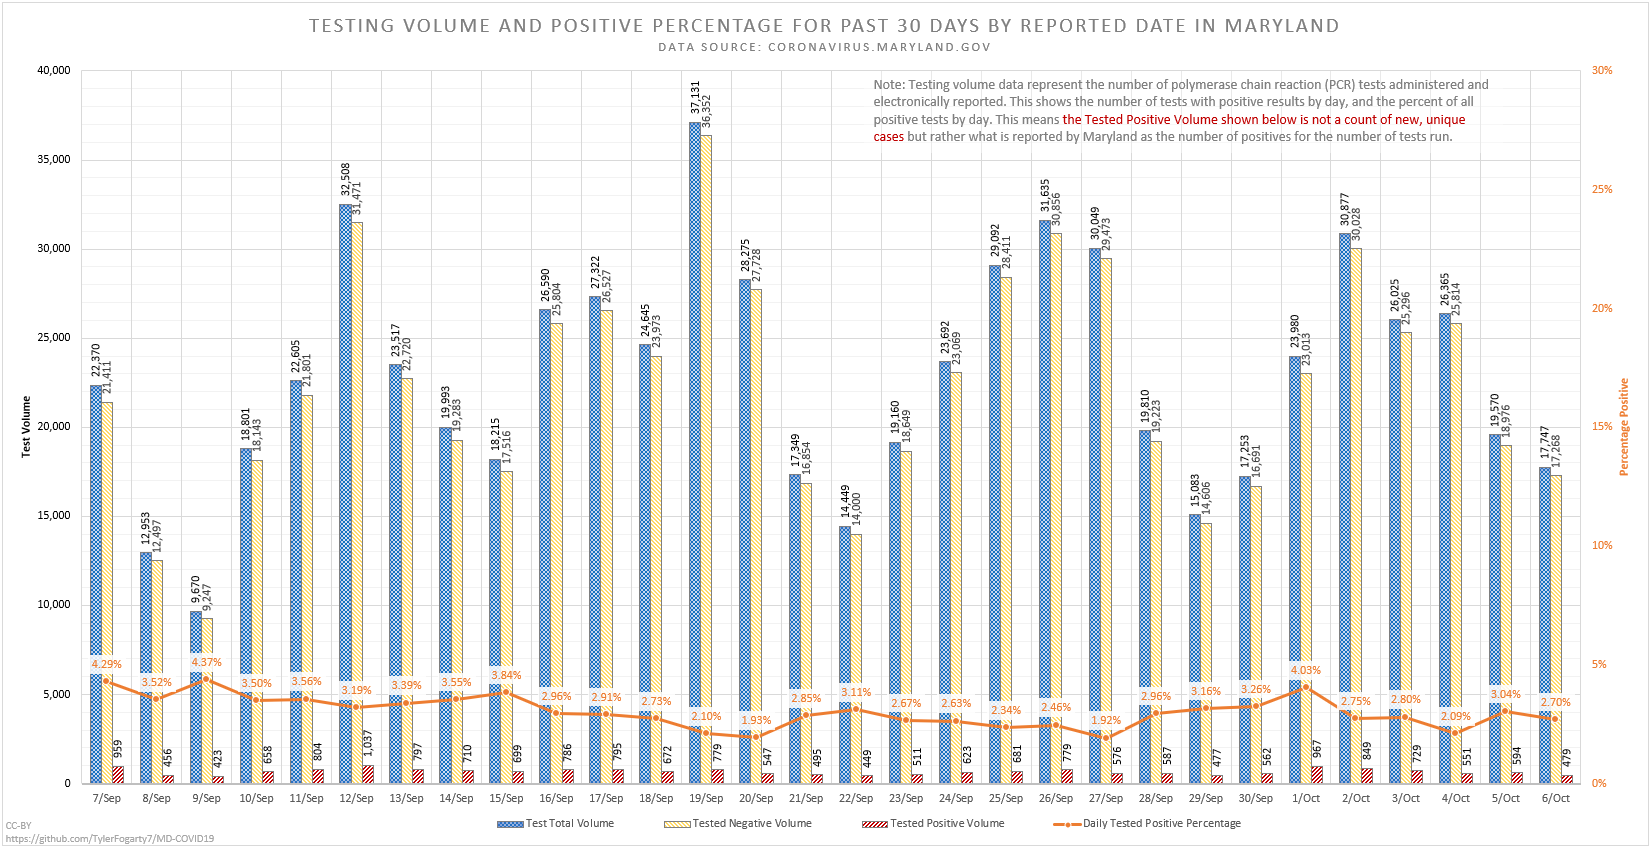 TESTING VOLUME AND POSITIVE PERCENTAGE FOR PAST 30 DAYS BY REPORTED DATE IN MARYLAND
DATA SOURCE: CORONAVIRUS.MARYLAND.GOV
Note: Testing volume data represent the number of polymerase chain reaction (PCR) tests administered and
electronically reported. This shows the number of tests with positive results by day, and the percent of all
positive tests by day. This means the Tested Positive Volume shown below is not a count of new, unique
cases but rather what is reported by Maryland as the number of positives for the number of tests run.
Test Volume
40,000
35,000
30,000
25,000
20,000
15,000
10,000
5,000
0
Percentage Positive
30%
25%
20%
15%
10%
5%
0%
22,370 21,411 4.29% 959 7/Sep
12,953 12,497 3.52% 456 8/Sep
9,670 9,247 4.37% 423 9/Sep
18,801 18,143 3.50% 658 10/Sep
22,605 21,801 3.56% 804 11/Sep
32,508 31,471 3.19% 1,037 12/Sep
23,517 22,720 3.39% 797 13/Sep
19,993 19,283 3.55% 710 14/Sep
18,215 17,516 3.84% 699 15/Sep
26,590 25,804 2.96% 786 16/Sep
27,322 26,527 2.91% 795 17/Sep
24,645 23,973 2.73% 672 18/Sep
37,131 36,352 2.10% 779 19/Sep
28,275 27,728 1.93% 547 20/Sep
17,349 16,854 2.85% 495 21/Sep
14,449 14,000 3.11% 449 22/Sep
19,160 18,649 2.67% 511 23/Sep
23,692 23,069 2.63% 623 24/Sep
29,092 28,411 2.34% 681 25/Sep
31,635 30,856 2.46% 779 26/Sep
30,049 29,473 1.92% 576 27/Sep
19,810 19,223 2.96% 587 28/Sep
15,083 14,606 3.16% 477 29/Sep
17,253 16,691 3.26% 562 30/Sep
23,980 23,013 4.03% 967 1/Oct
30,877 30,028 2.75% 849 2/Oct
26,025 25,296 2.80% 729 3/Oct
26,365 25,814 2.09% 551 4/Oct
19,570 18,976 3.04% 594 5/Oct
17,747 17,268 2.70% 479 6/Oct
Test Total Volume
Tested Negative Volume
Tested Positive Volume
Daily Tested Positive Percentage
CC-BY
https://github.com/TylerFogarty7/MD-COVID19